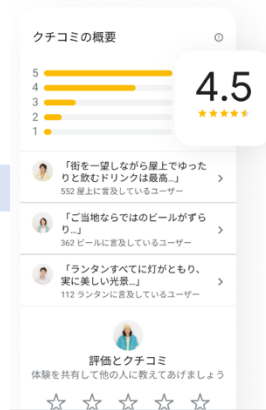 クチコミの概要
5
4
3
2
1
4.5
「街を一望しながら屋上でゆった
りと飲むドリンクは最高…」
552 屋上に言及しているユーザー
「ご当地ならではのビールがずら
り…」
362 ビールに言及しているユーザー
「ランタンすべてに灯がともり、
実に美しい光景…」
112 ランタンに言及しているユーザー
評価とクチコミ
体験を共有して他の人に教えてあげましょう